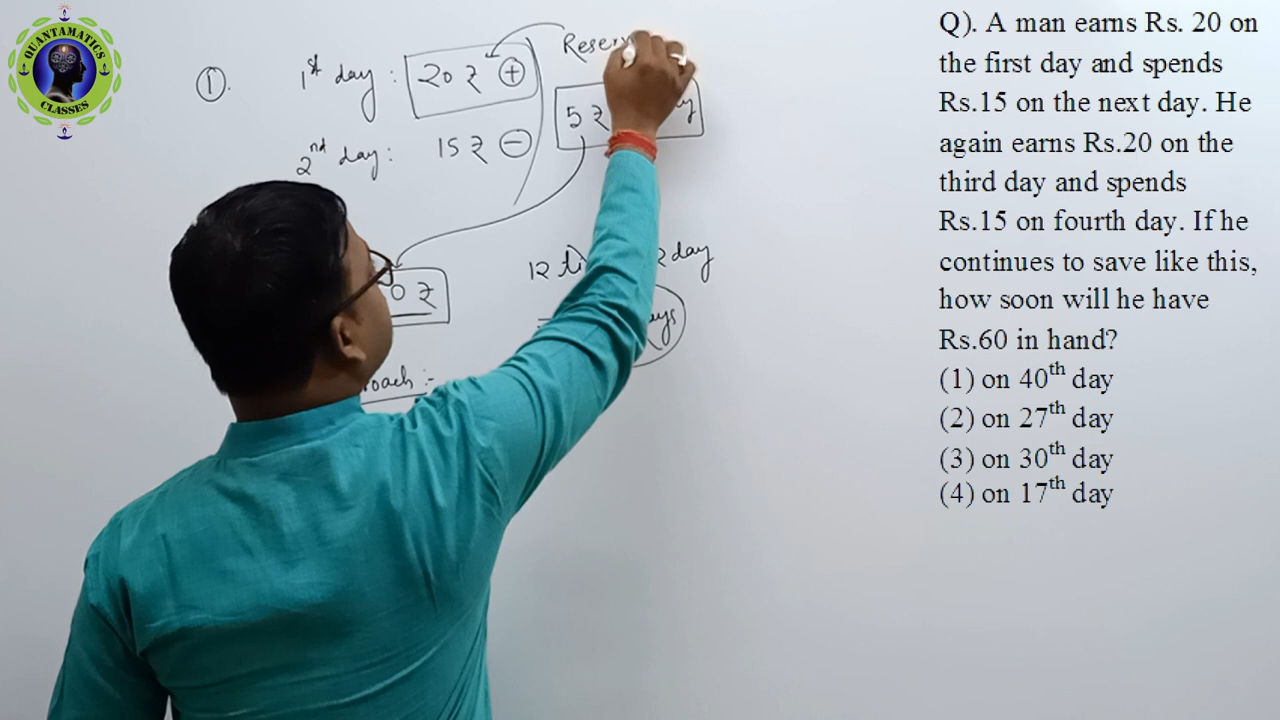 QUANTAMATICS
CLASSES
①.
1st day : 20 ₹ +
2nd day : 15 ₹ −
5 ₹
12 day
Q). A man earns Rs. 20 on
the first day and spends
Rs.15 on the next day. He
again earns Rs.20 on the
third day and spends
Rs.15 on fourth day. If he
continues to save like this,
how soon will he have
Rs.60 in hand?
(1) on 40th day
(2) on 27th day
(3) on 30th day
(4) on 17th day